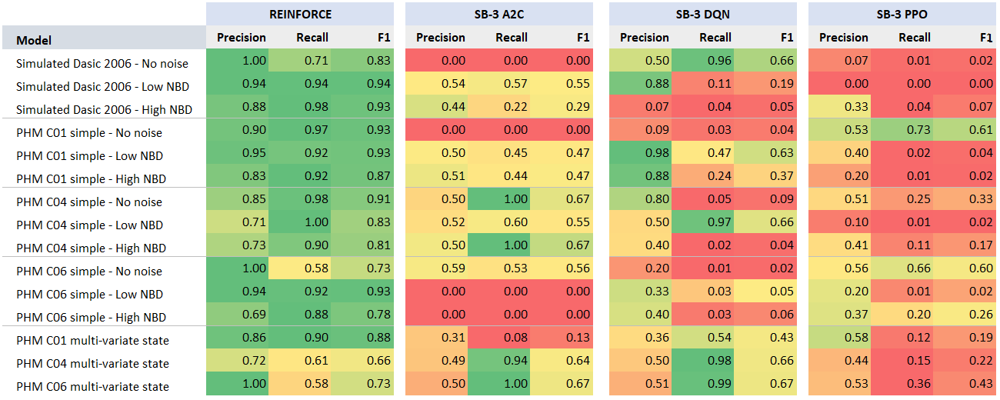 REINFORCE SB-3 A2C SB-3 DQN SB-3 PPO
Model Precision Recall F1 Precision Recall F1 Precision Recall F1 Precision Recall F1
Simulated Dasic 2006 - No noise 1.00 0.71 0.83 0.00 0.00 0.00 0.50 0.96 0.66 0.07 0.01 0.02
Simulated Dasic 2006 - Low NBD 0.94 0.94 0.94 0.54 0.57 0.55 0.88 0.11 0.19 0.00 0.00 0.00
Simulated Dasic 2006 - High NBD 0.88 0.98 0.93 0.44 0.22 0.29 0.07 0.04 0.05 0.33 0.04 0.07
PHM C01 simple - No noise 0.90 0.97 0.93 0.00 0.00 0.00 0.09 0.03 0.04 0.53 0.73 0.61
PHM C01 simple - Low NBD 0.95 0.92 0.93 0.50 0.45 0.47 0.98 0.47 0.63 0.40 0.02 0.04
PHM C01 simple - High NBD 0.83 0.92 0.87 0.51 0.44 0.47 0.88 0.24 0.37 0.20 0.01 0.02
PHM C04 simple - No noise 0.85 0.98 0.91 0.50 1.00 0.67 0.80 0.05 0.09 0.51 0.25 0.33
PHM C04 simple - Low NBD 0.71 1.00 0.83 0.52 0.60 0.55 0.50 0.97 0.66 0.10 0.01 0.02
PHM C04 simple - High NBD 0.73 0.90 0.81 0.50 1.00 0.67 0.40 0.02 0.04 0.41 0.11 0.17
PHM C06 simple - No noise 1.00 0.58 0.73 0.59 0.53 0.56 0.20 0.01 0.02 0.56 0.66 0.60
PHM C06 simple - Low NBD 0.94 0.92 0.93 0.00 0.00 0.00 0.33 0.03 0.05 0.20 0.01 0.02
PHM C06 simple - High NBD 0.69 0.88 0.78 0.00 0.00 0.00 0.40 0.03 0.06 0.37 0.20 0.26
PHM C01 multi-variate state 0.86 0.90 0.88 0.31 0.08 0.13 0.36 0.54 0.43 0.58 0.12 0.19
PHM C04 multi-variate state 0.72 0.61 0.66 0.49 0.94 0.64 0.50 0.98 0.66 0.44 0.15 0.22
PHM C06 multi-variate state 1.00 0.58 0.73 0.50 1.00 0.67 0.51 0.99 0.67 0.53 0.36 0.43